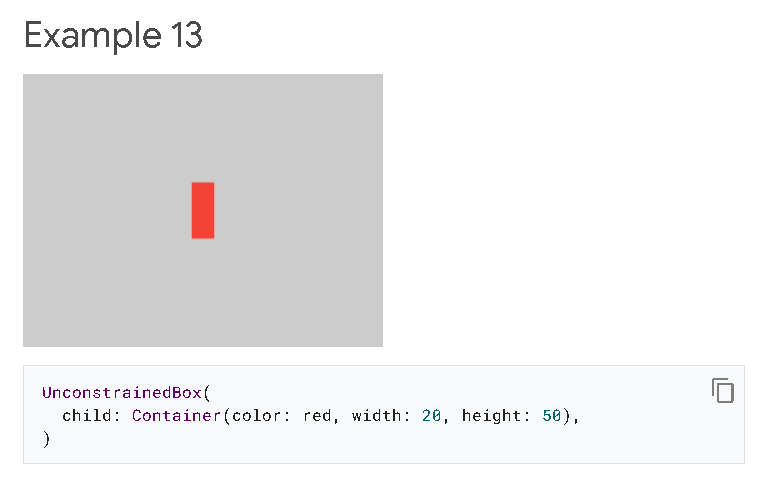 Example 13
UnconstrainedBox(
  child: Container(color: red, width: 20, height: 50),
)